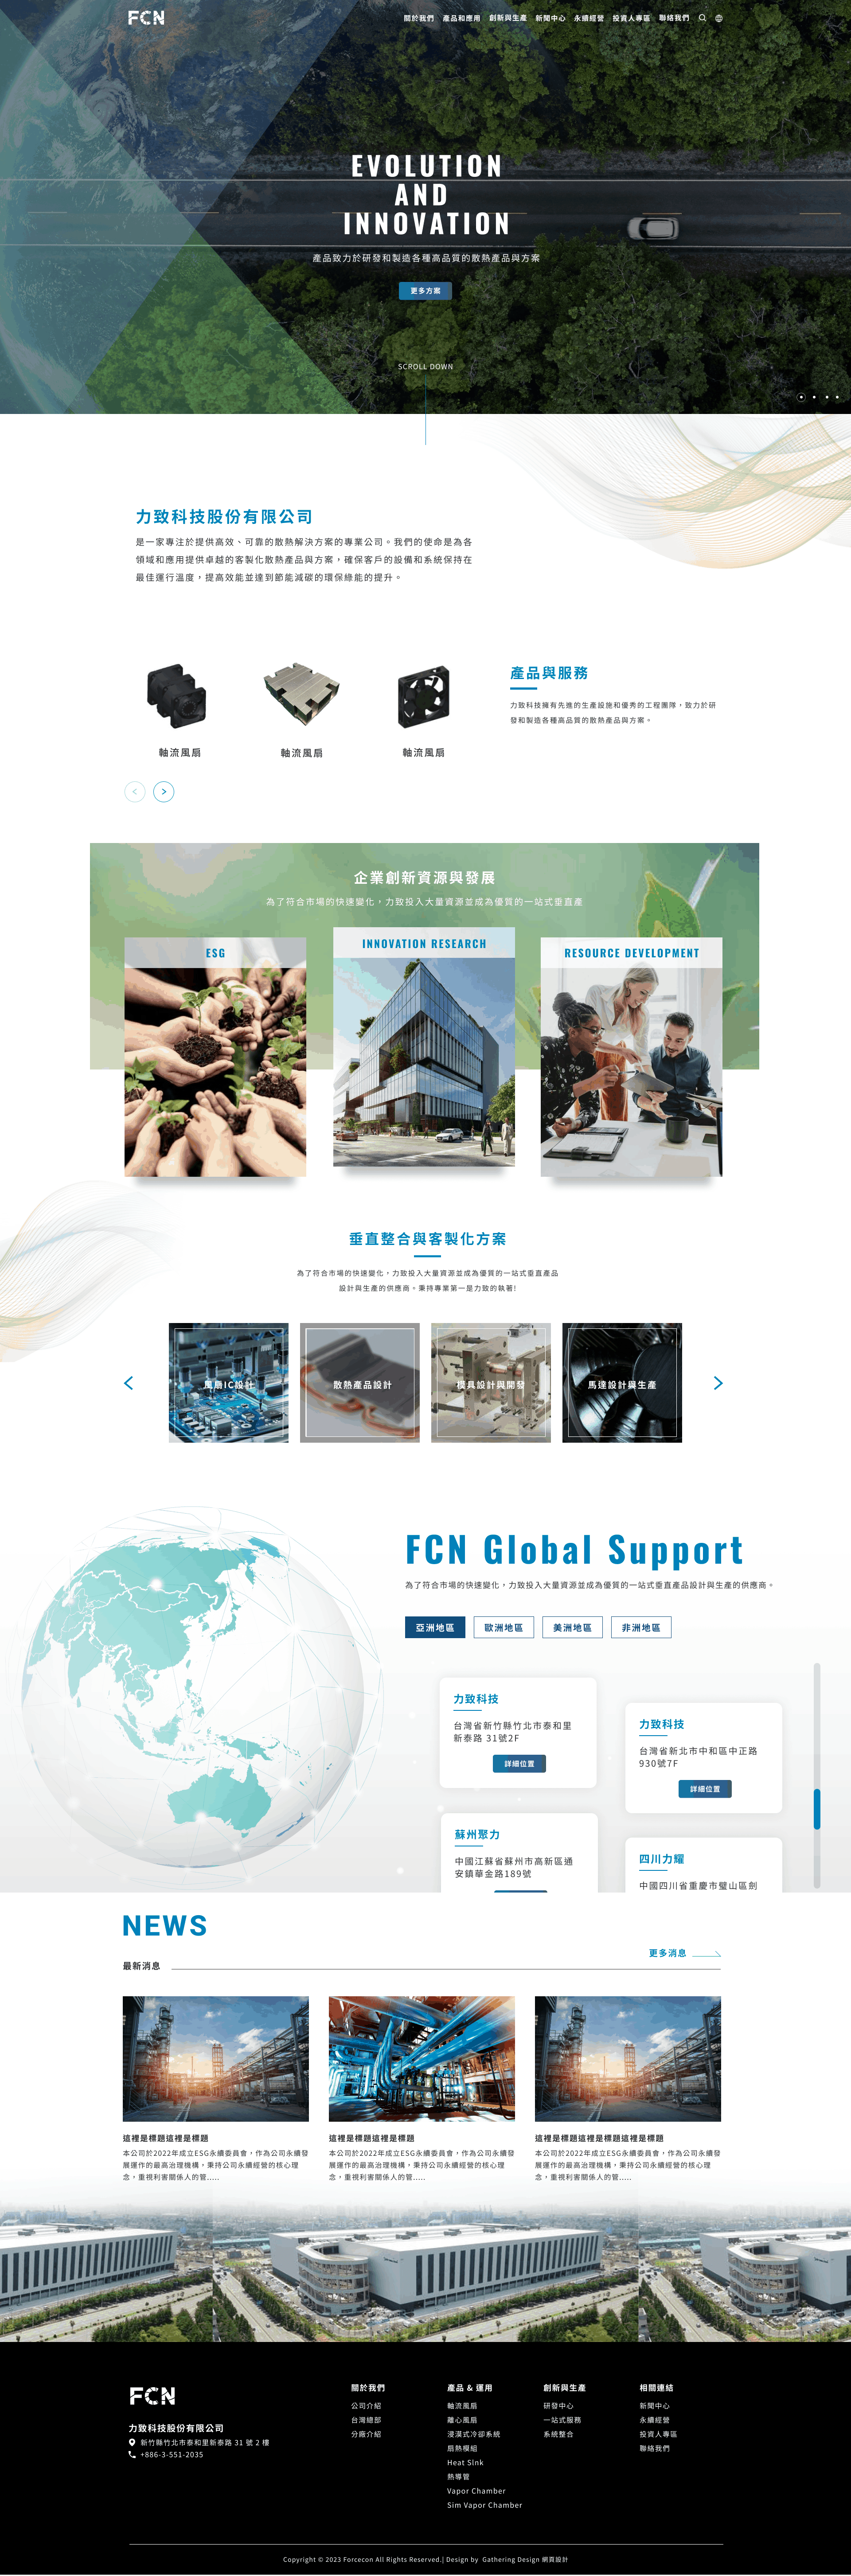 FCN
關於我們 產品和應用 創新與生產 新聞中心 永續經營 投資人專區 聯絡我們
EVOLUTION
AND
INNOVATION
產品致力於研發和製造各種高品質的散熱產品與方案
更多方案
SCROLL DOWN
力致科技股份有限公司
是一家專注於提供高效、可靠的散熱解決方案的專業公司。我們的使命是為各
領域和應用提供卓越的客製化散熱產品與方案，確保客戶的設備和系統保持在
最佳運行溫度，提高效能並達到節能減碳的環保綠能的提升。
產品與服務
力致科技擁有先進的生產設施和優秀的工程團隊，致力於研
發和製造各種高品質的散熱產品與方案。
軸流風扇
軸流風扇
軸流風扇
企業創新資源與發展
為了符合市場的快速變化，力致投入大量資源並成為優質的一站式垂直產
ESG
INNOVATION RESEARCH
RESOURCE DEVELOPMENT
垂直整合與客製化方案
為了符合市場的快速變化，力致投入大量資源並成為優質的一站式垂直產品
設計與生產的供應商。秉持專業第一是力致的執著!
風扇IC設計
散熱產品設計
模具設計與開發
馬達設計與生產
FCN Global Support
為了符合市場的快速變化，力致投入大量資源並成為優質的一站式垂直產品設計與生產的供應商。
亞洲地區 歐洲地區 美洲地區 非洲地區
力致科技
台灣省新竹縣竹北市泰和里
新泰路 31號2F
詳細位置
力致科技
台灣省新北市中和區中正路
930號7F
詳細位置
蘇州聚力
中國江蘇省蘇州市高新區通
安鎮華金路189號
四川力耀
中國四川省重慶市璧山區劍
NEWS
更多消息
最新消息
這裡是標題這裡是標題
本公司於2022年成立ESG永續委員會，作為公司永續發
展運作的最高治理機構，秉持公司永續經營的核心理
念，重視利害關係人的管.....
這裡是標題這裡是標題
本公司於2022年成立ESG永續委員會，作為公司永續發
展運作的最高治理機構，秉持公司永續經營的核心理
念，重視利害關係人的管.....
這裡是標題這裡是標題這裡是標題
本公司於2022年成立ESG永續委員會，作為公司永續發
展運作的最高治理機構，秉持公司永續經營的核心理
念，重視利害關係人的管.....
FCN
力致科技股份有限公司
新竹縣竹北市泰和里新泰路 31 號 2 樓
+886-3-551-2035
關於我們
公司介紹
台灣總部
分廠介紹
產品 & 運用
軸流風扇
離心風扇
浸漠式冷卻系統
扇熱模組
Heat Slnk
熱導管
Vapor Chamber
Sim Vapor Chamber
創新與生產
研發中心
一站式服務
系統整合
相關連結
新聞中心
永續經營
投資人專區
聯絡我們
Copyright © 2023 Forcecon All Rights Reserved.| Design by Gathering Design 網頁設計